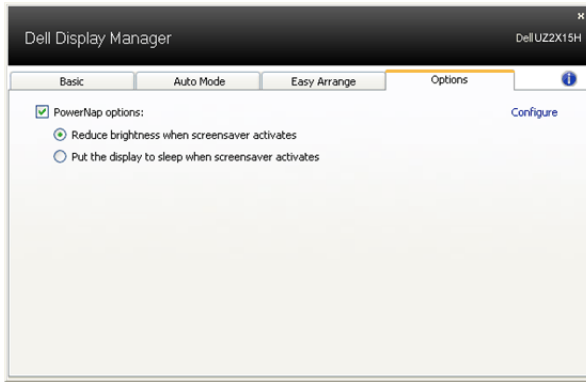 Dell Display Manager
Dell UZ2X15H
Basic Auto Mode Easy Arrange Options
PowerNap options: Configure
Reduce brightness when screensaver activates
Put the display to sleep when screensaver activates